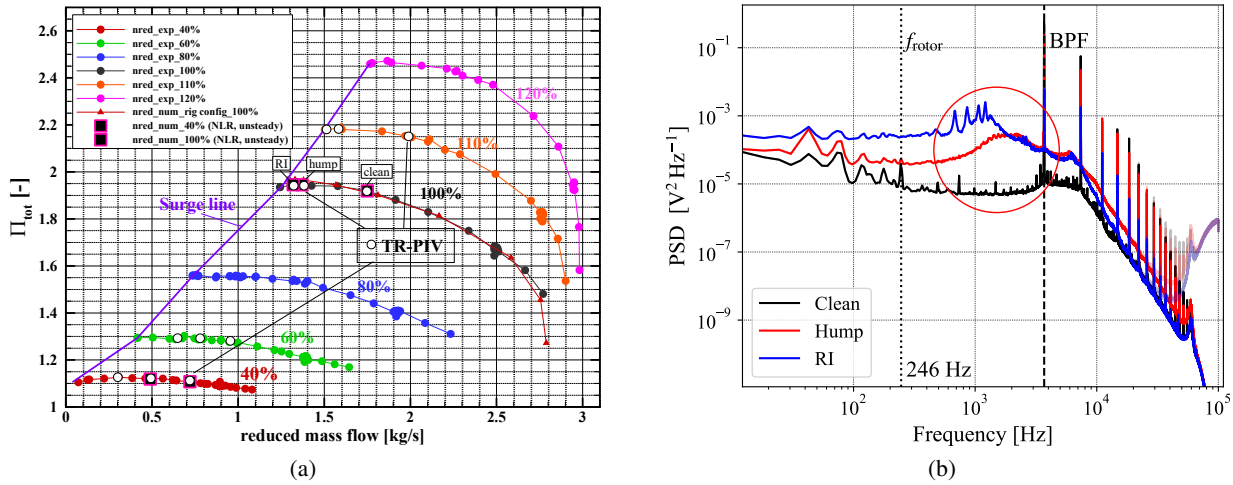 Π_tot [-]
2.6
2.4
2.2
2
1.8
1.6
1.4
1.2
1
0
0.5
1
1.5
2
2.5
3
reduced mass flow [kg/s]
nred_exp_40%
nred_exp_60%
nred_exp_80%
nred_exp_100%
nred_exp_110%
nred_exp_120%
nred_num_rig config_100%
nred_num_40% (NLR, unsteady)
nred_num_100% (NLR, unsteady)
120%
110%
RI
hump
clean
100%
Surge line
TR-PIV
80%
60%
40%
(a)
PSD [V² Hz⁻¹]
10⁻¹
10⁻³
10⁻⁵
10⁻⁷
10⁻⁹
f_rotor
BPF
Clean
Hump
RI
246 Hz
10²
10³
10⁴
10⁵
Frequency [Hz]
(b)